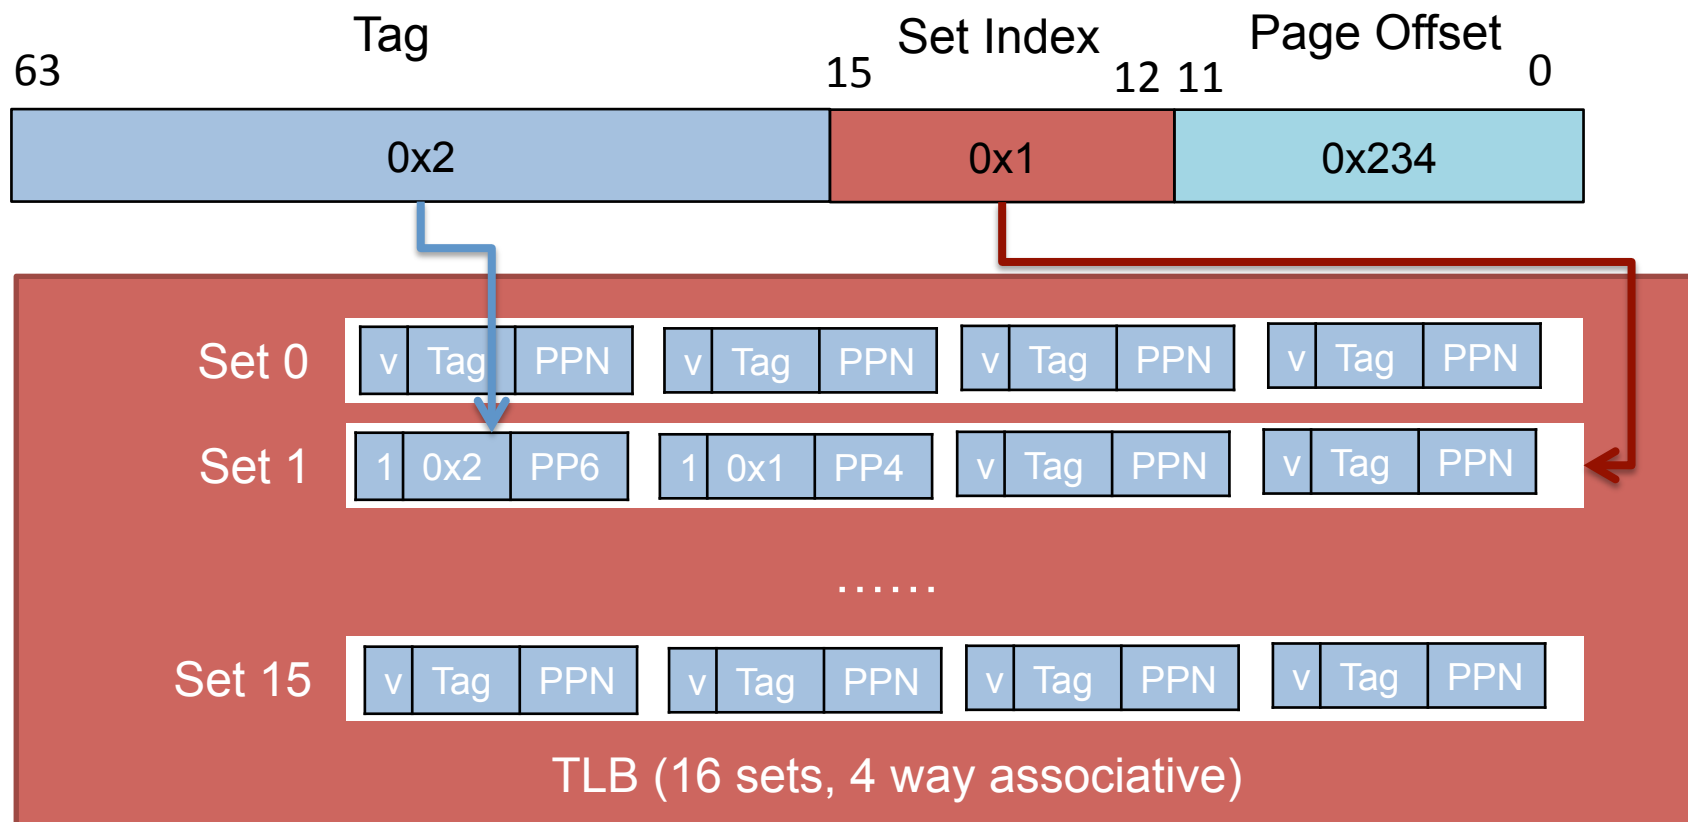 Tag Set Index Page Offset
63 15 12 11 0
0x2 0x1 0x234
Set 0 v Tag PPN v Tag PPN v Tag PPN v Tag PPN
Set 1 1 0x2 PP6 1 0x1 PP4 v Tag PPN v Tag PPN
......
Set 15 v Tag PPN v Tag PPN v Tag PPN v Tag PPN
TLB (16 sets, 4 way associative)